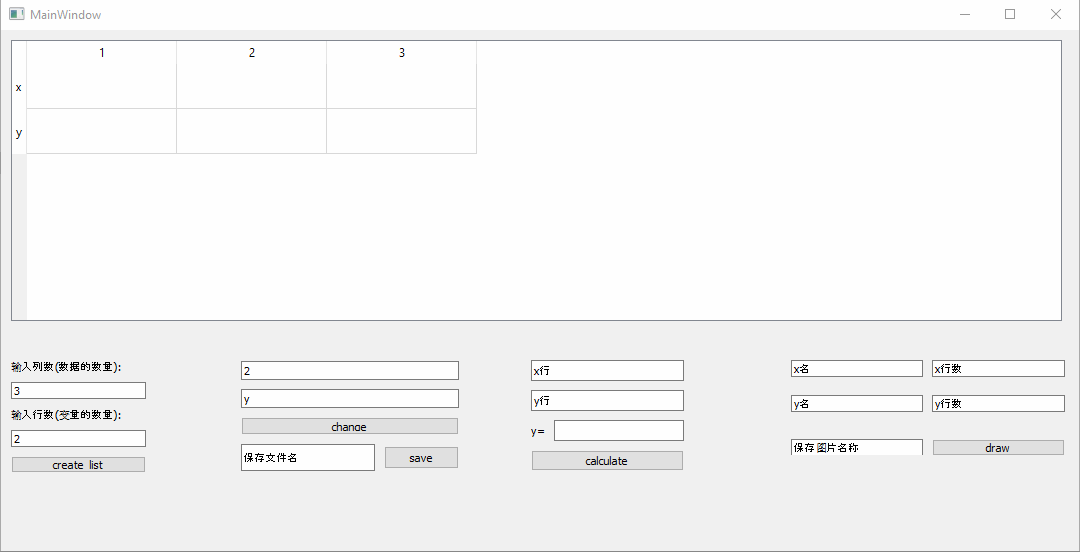 MainWindow
1 2 3
x
y
输入列数(数据的数量):
3
输入行数(变量的数量):
2
create list
2
y
change
保存文件名 save
x行
y行
y=
calculate
x名 x行数
y名 y行数
保存图片名称 draw